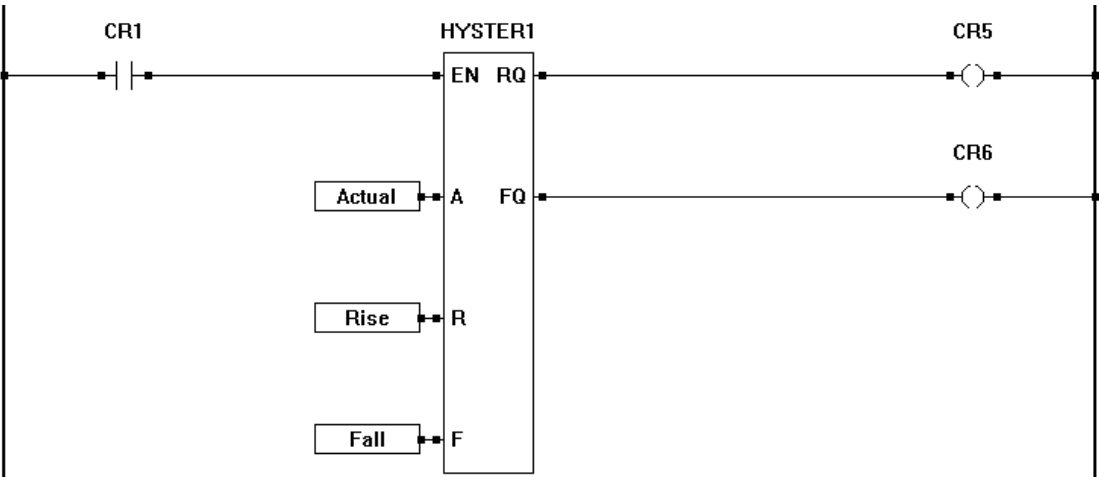 CR1 HYSTER1 CR5
EN RQ
CR6
Actual A FQ
Rise R
Fall F